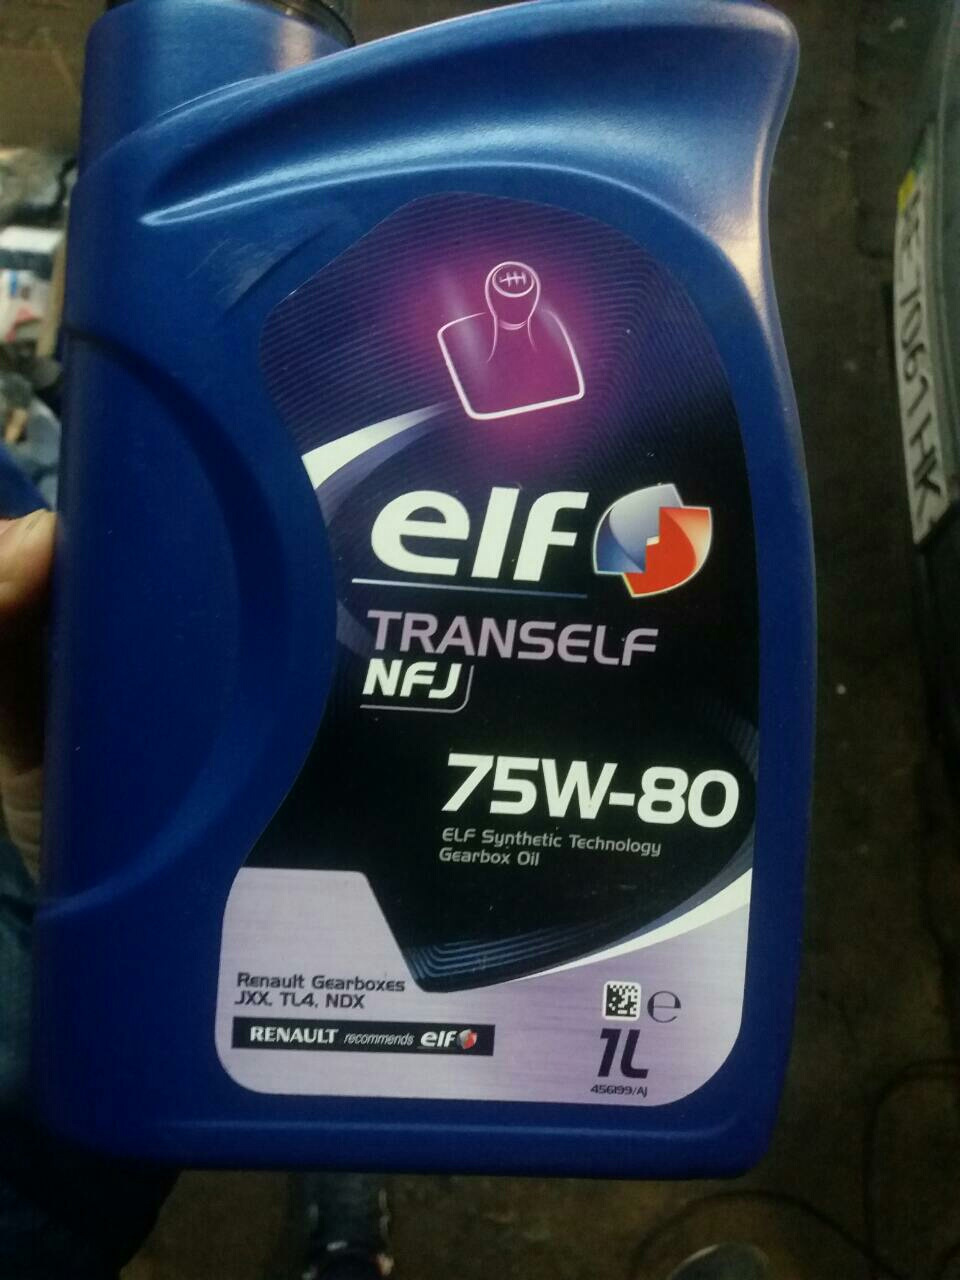 elf
TRANSELF
NFJ
75W-80
ELF Synthetic Technology
Gearbox Oil
Renault Gearboxes
JXX, TL4, NDX
RENAULT recommends elf
e
1L
456199/AJ
7061HK